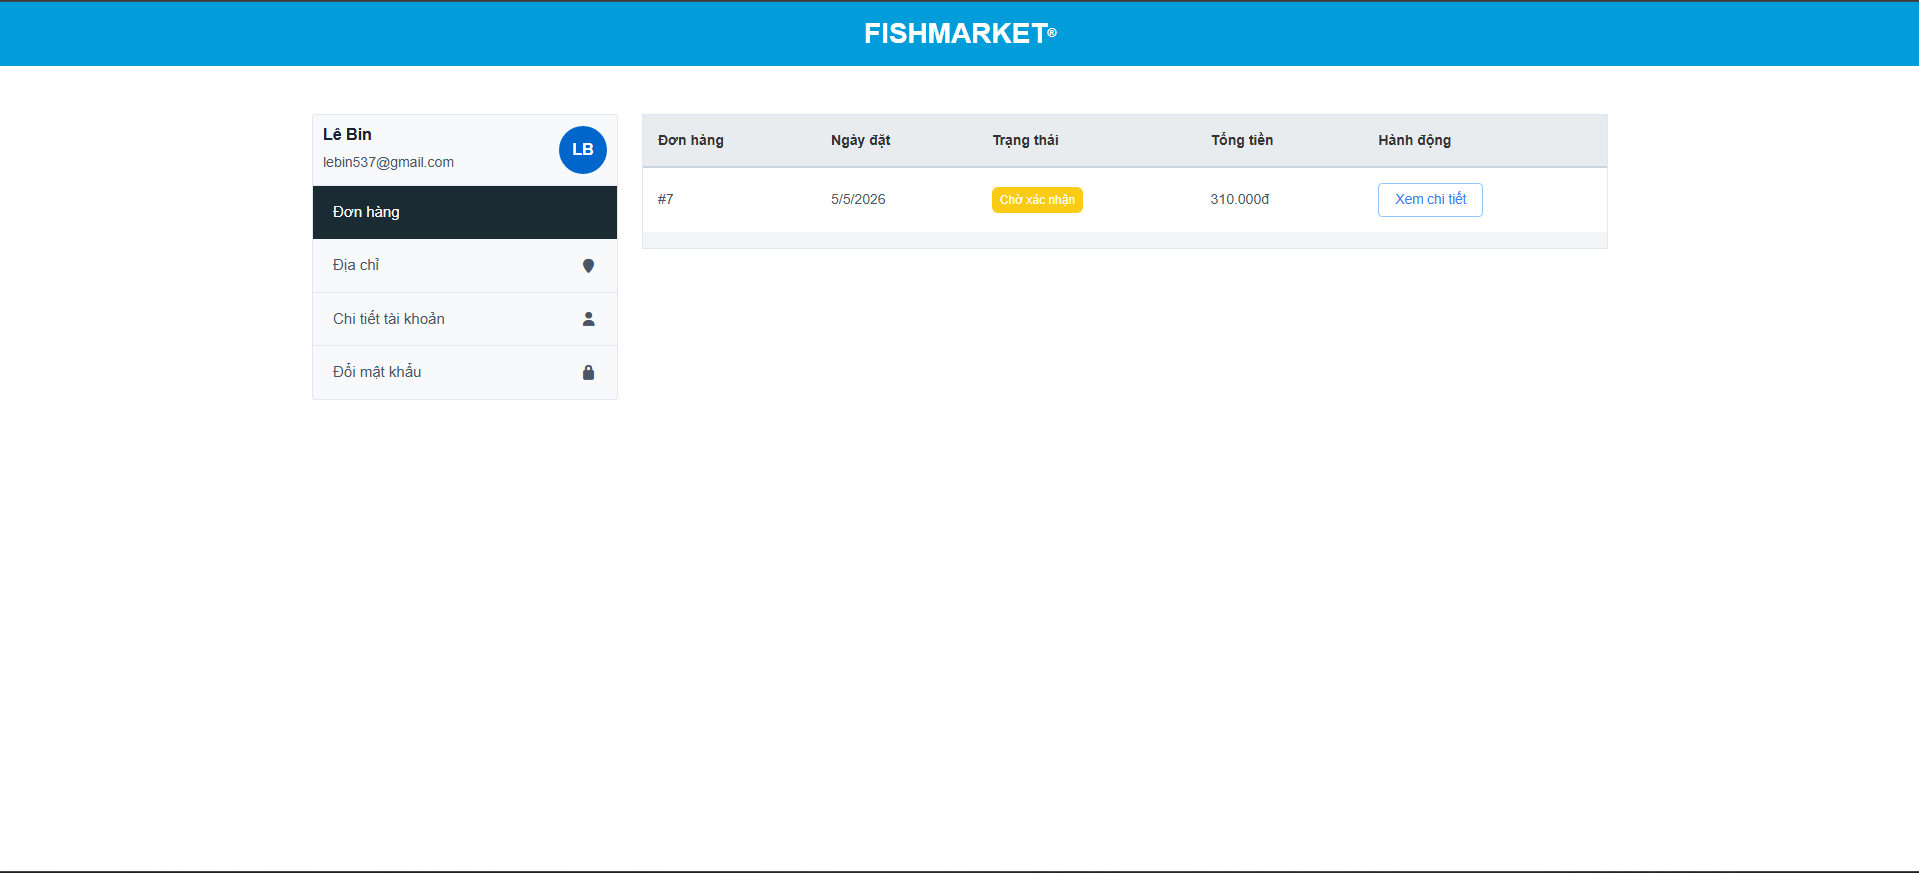 FISHMARKET®
Lê Bin
lebin537@gmail.com
LB
Đơn hàng
Địa chỉ
Chi tiết tài khoản
Đổi mật khẩu
Đơn hàng Ngày đặt Trạng thái Tổng tiền Hành động
#7 5/5/2026 Chờ xác nhận 310.000đ Xem chi tiết